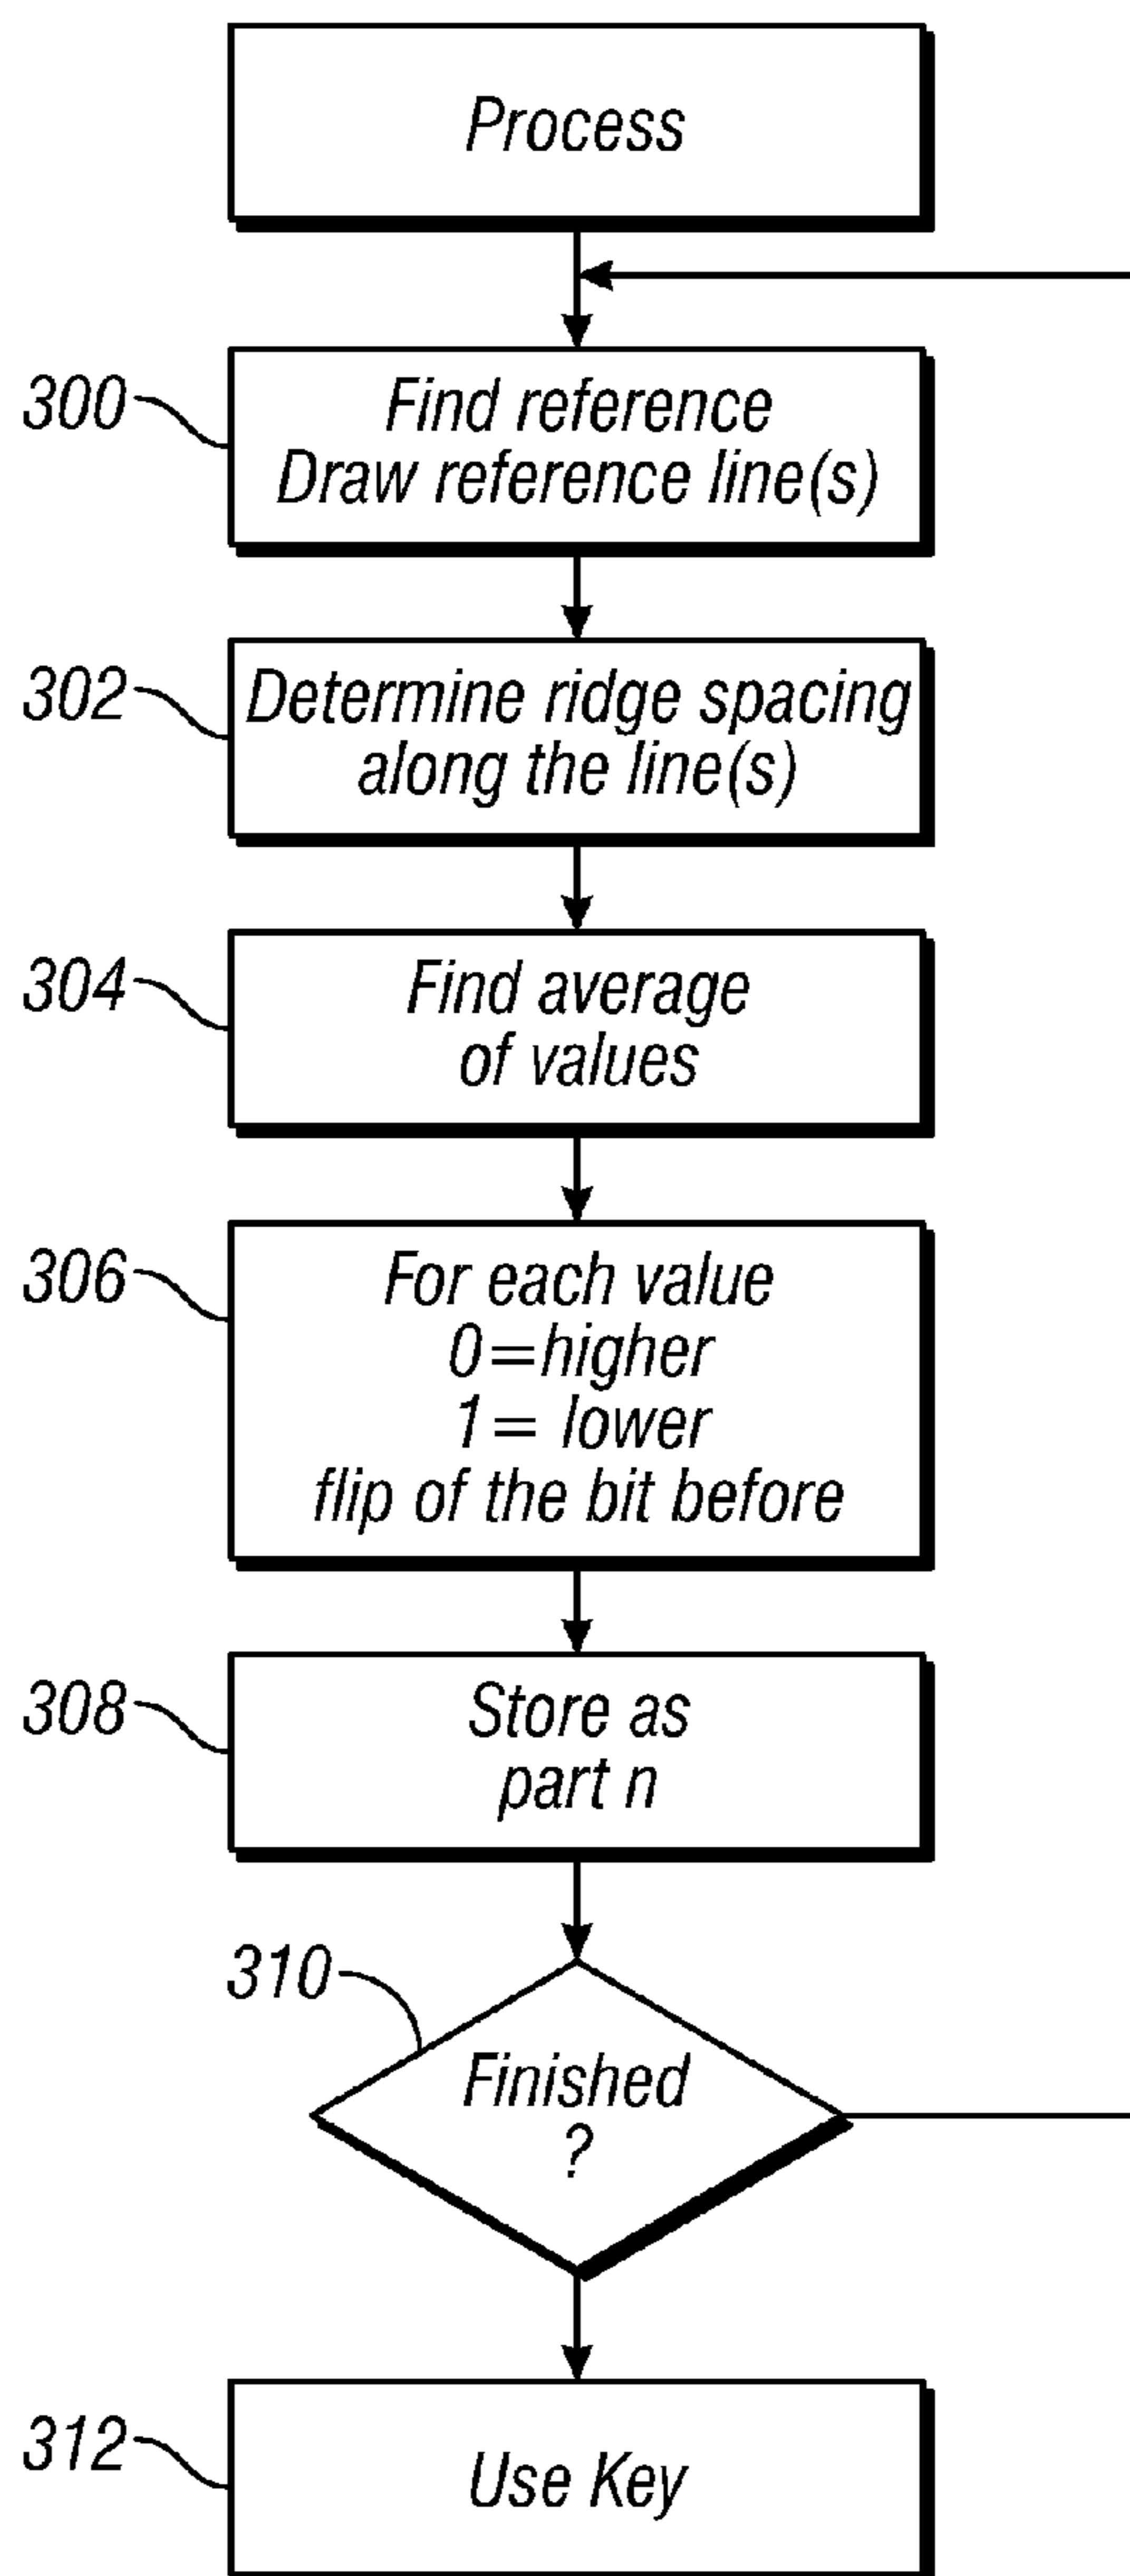 Process
300
Find reference
Draw reference line(s)
302
Determine ridge spacing
along the line(s)
304
Find average
of values
306
For each value
0=higher
1= lower
flip of the bit before
308
Store as
part n
310
Finished
?
312
Use Key